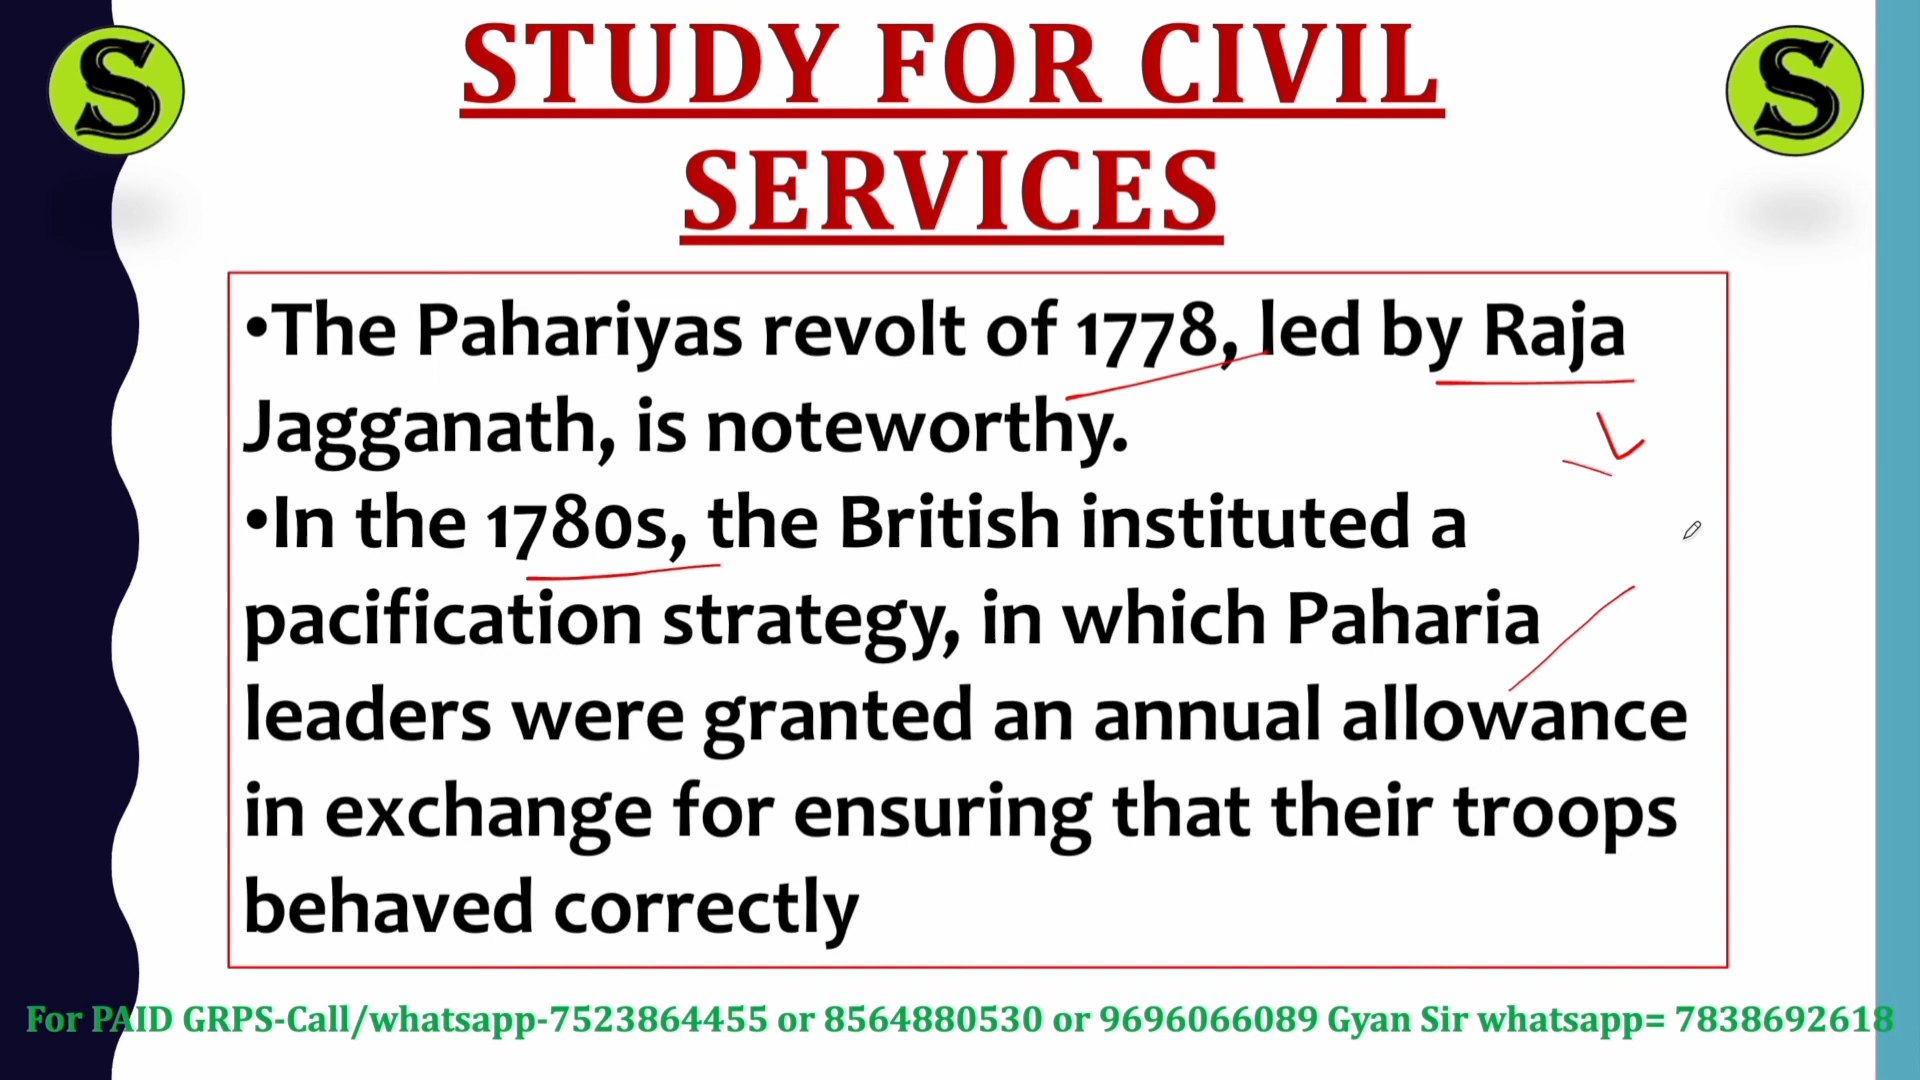 STUDY FOR CIVIL
SERVICES
S
S
•The Pahariyas revolt of 1778, led by Raja
Jagganath, is noteworthy.
•In the 1780s, the British instituted a
pacification strategy, in which Paharia
leaders were granted an annual allowance
in exchange for ensuring that their troops
behaved correctly
For PAID GRPS-Call/whatsapp-7523864455 or 8564880530 or 9696066089 Gyan Sir whatsapp= 7838692618